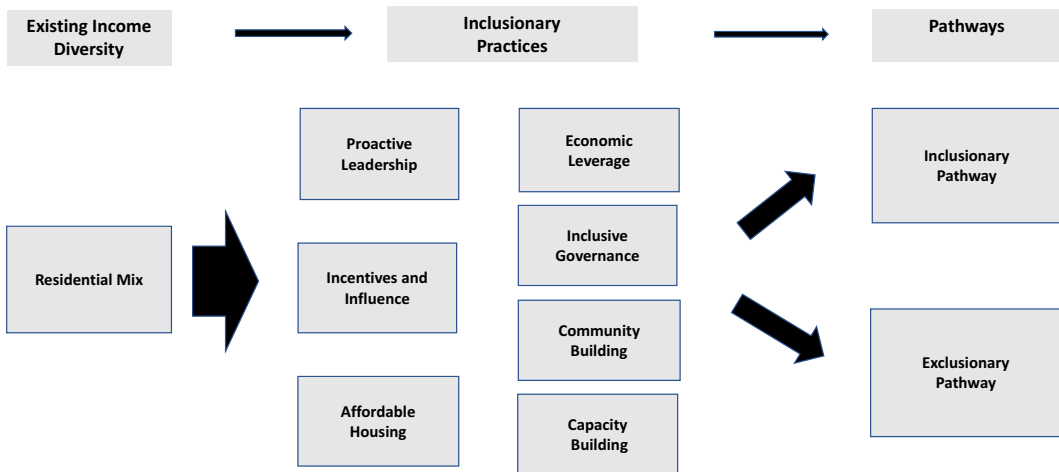 Existing Income
Diversity
Inclusionary
Practices
Pathways
Residential Mix
Proactive
Leadership
Incentives and
Influence
Affordable
Housing
Economic
Leverage
Inclusive
Governance
Community
Building
Capacity
Building
Inclusionary
Pathway
Exclusionary
Pathway